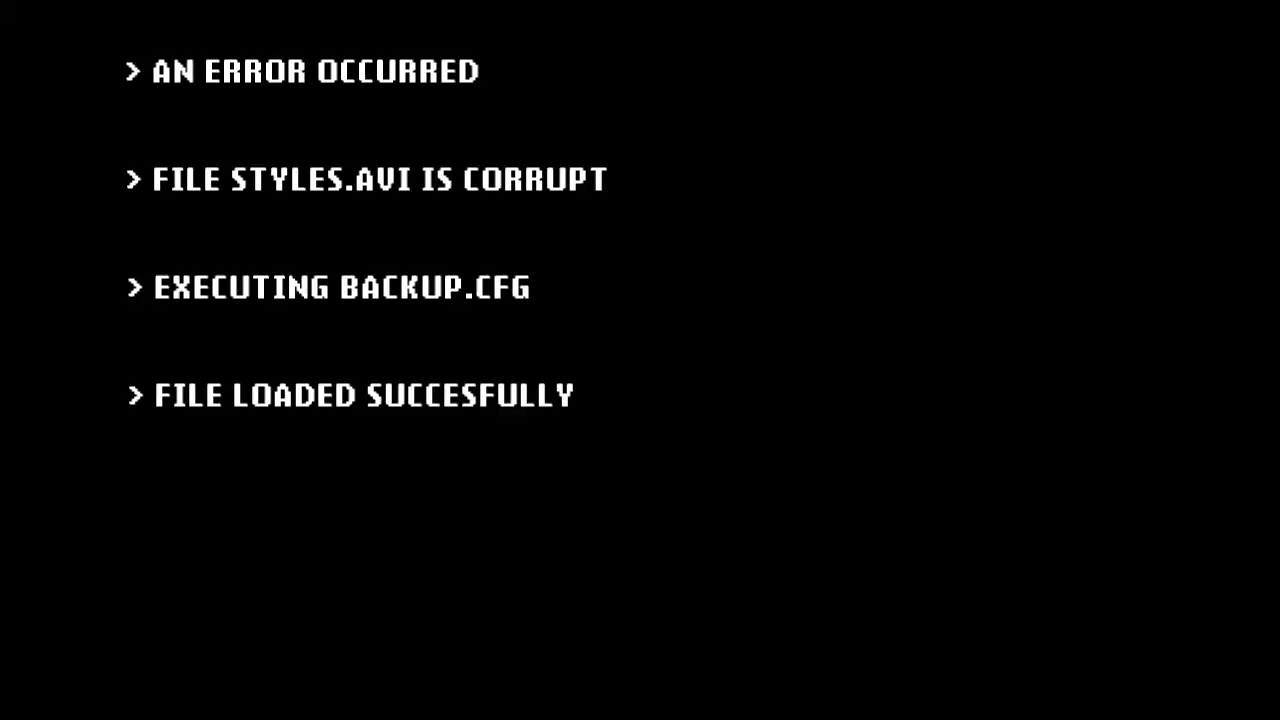 > AN ERROR OCCURRED
> FILE STYLES.AVI IS CORRUPT
> EXECUTING BACKUP.CFG
> FILE LOADED SUCCESFULLY